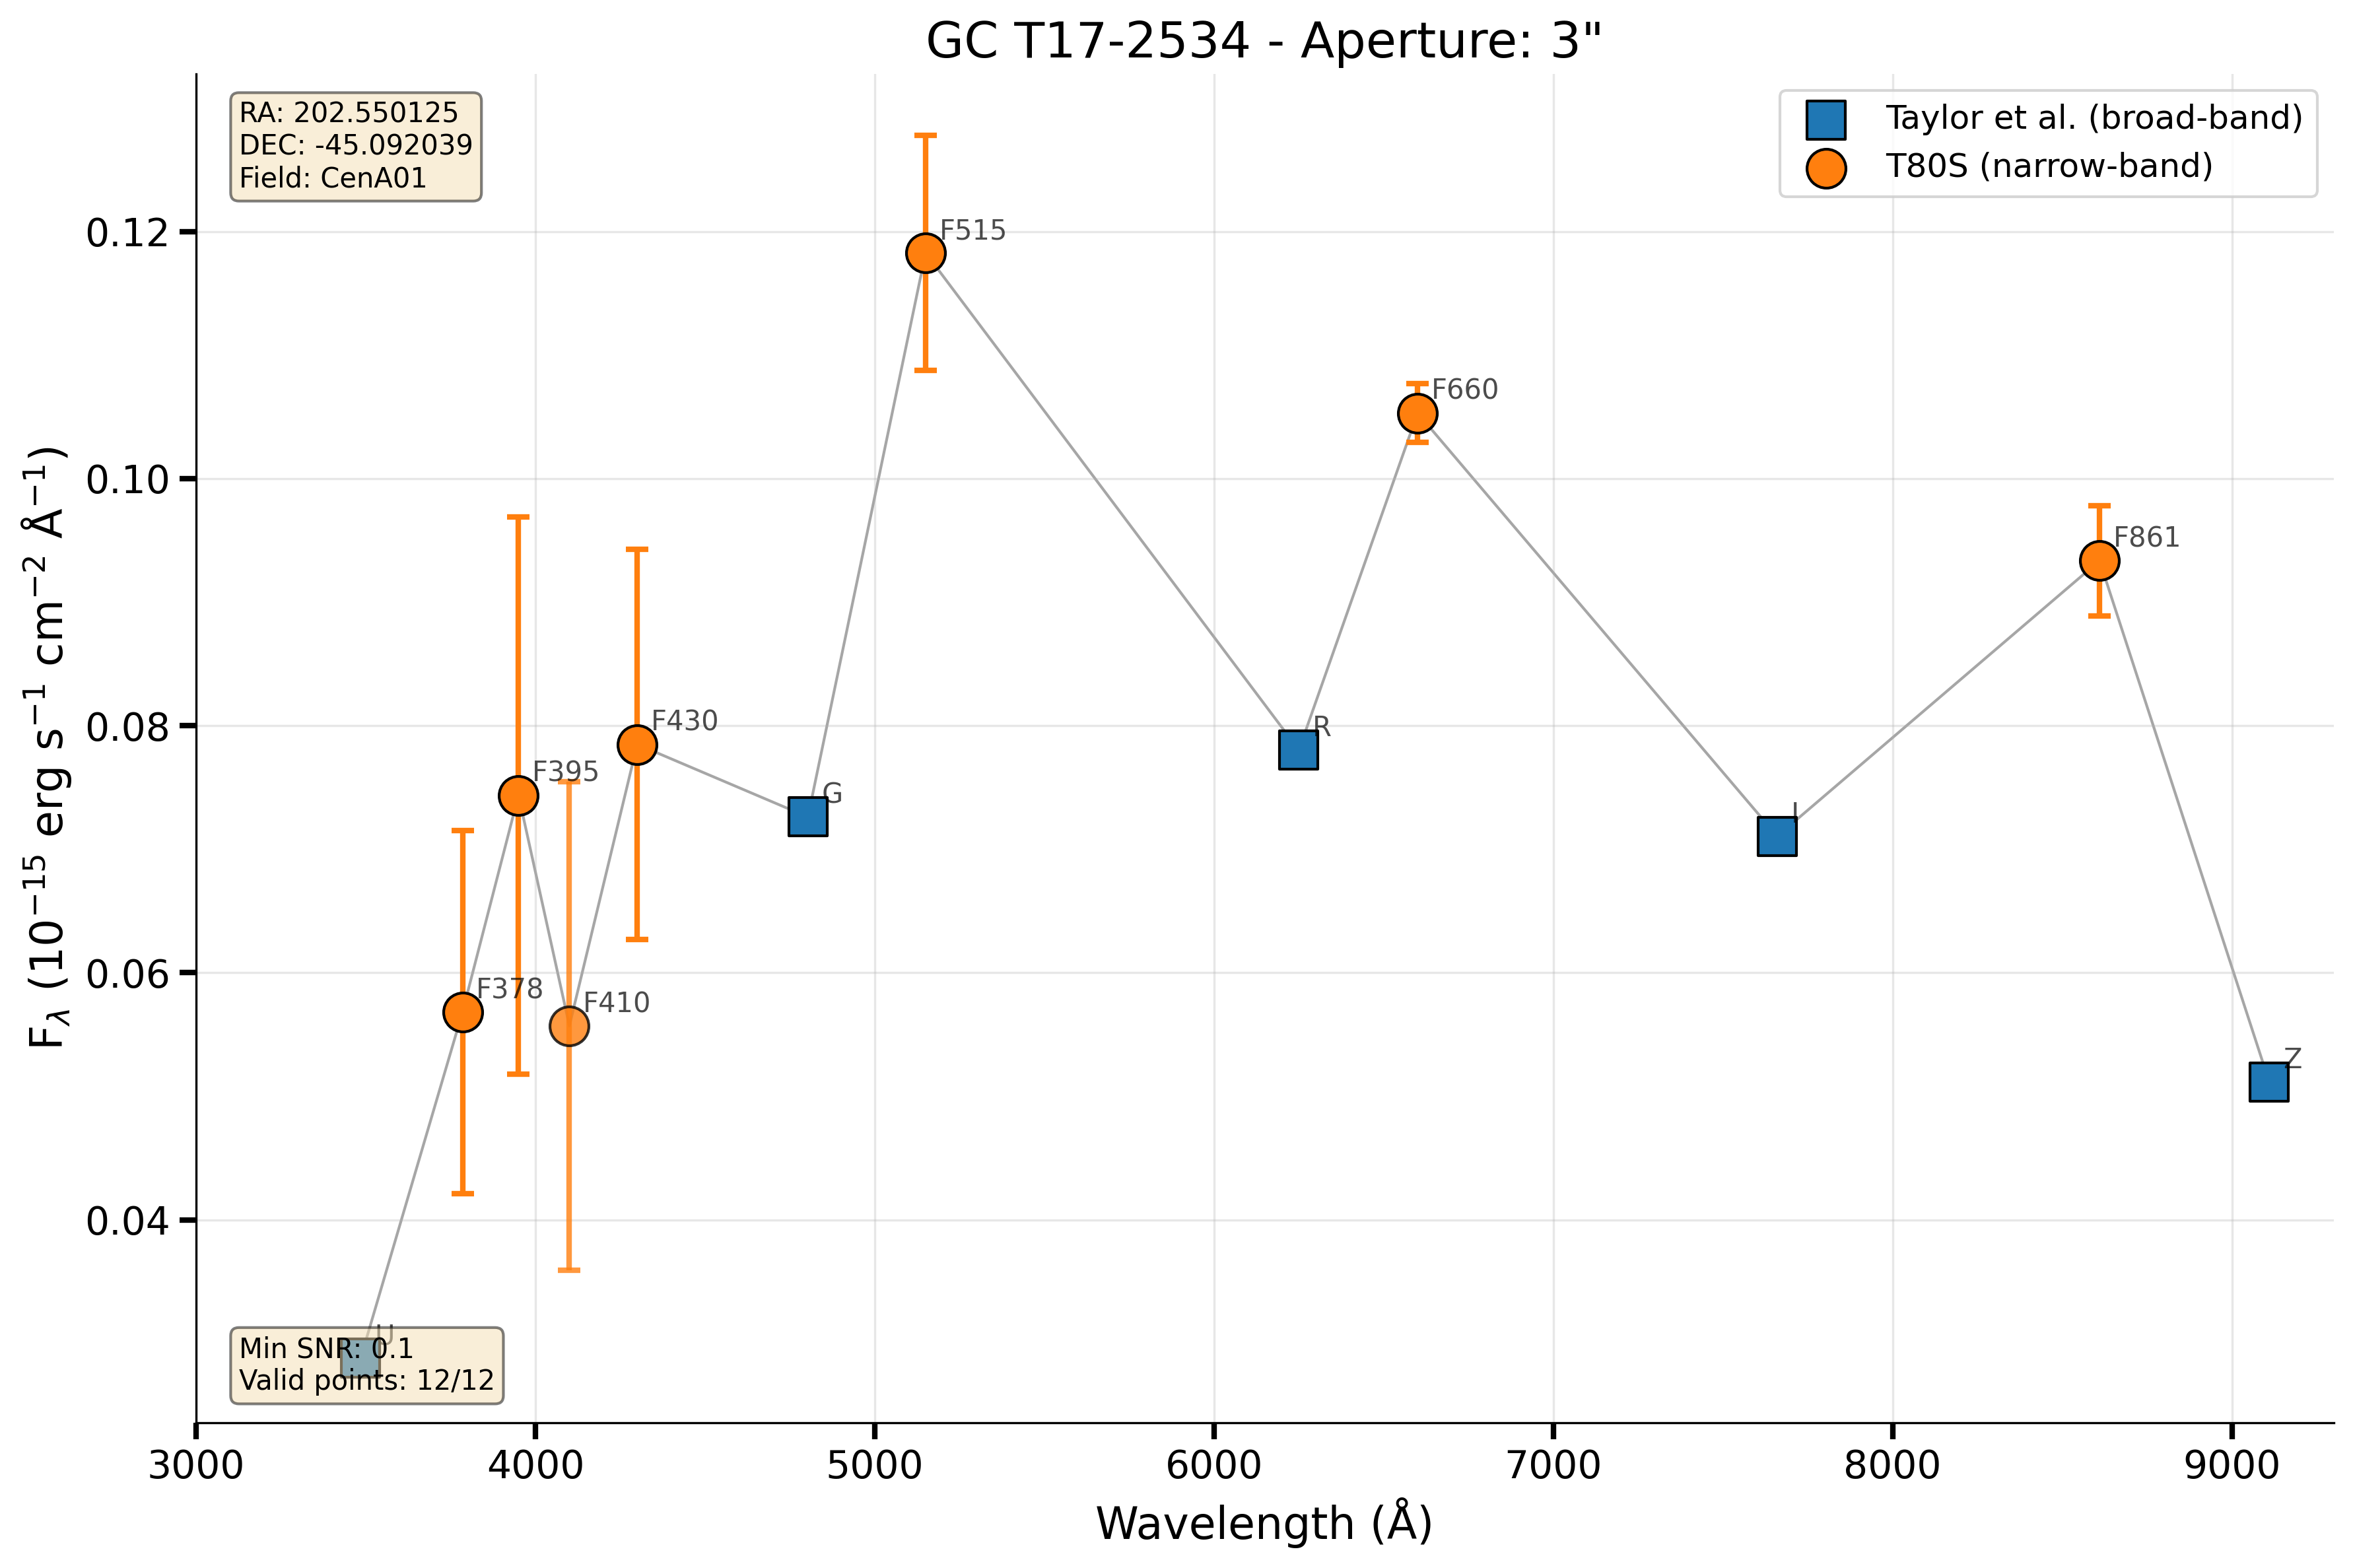 GC T17-2534 - Aperture: 3"
RA: 202.550125
DEC: -45.092039
Field: CenA01
Taylor et al. (broad-band)
T80S (narrow-band)
F515
F660
F861
F430
F395
F378
F410
G
R
I
Z
U
Min SNR: 0.1
Valid points: 12/12
0.12
0.10
0.08
0.06
0.04
F$_{λ}$ (10⁻¹⁵ erg s⁻¹ cm⁻² Å⁻¹)
3000 4000 5000 6000 7000 8000 9000
Wavelength (Å)